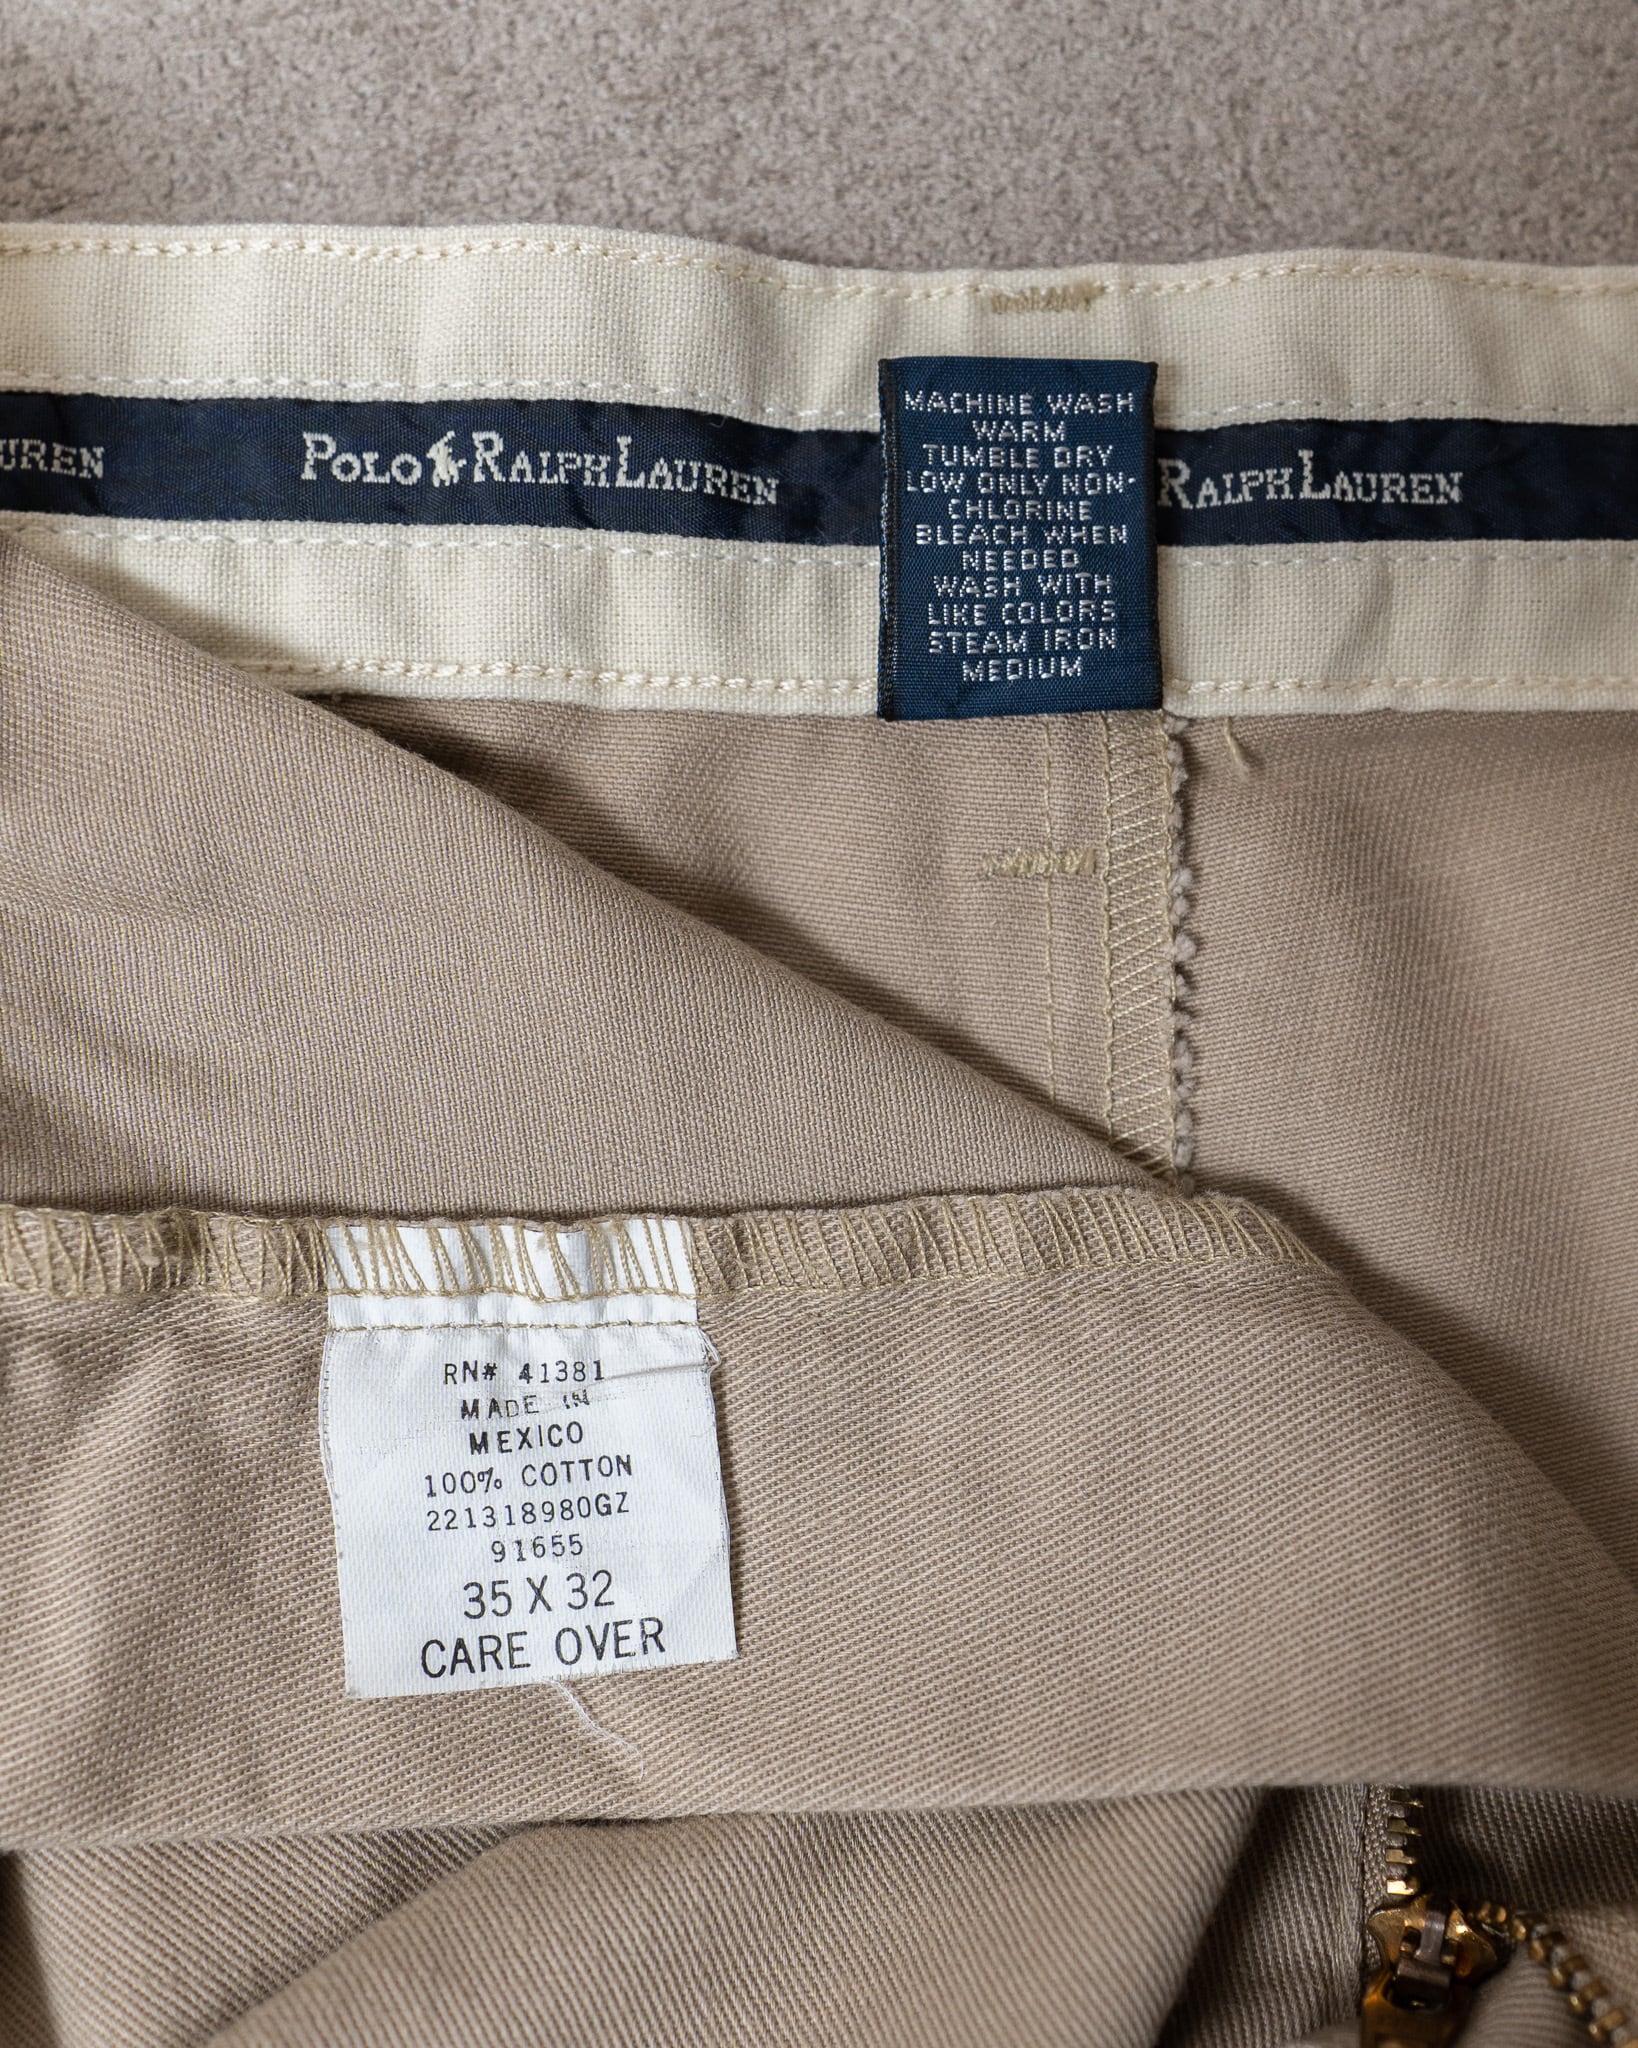 UREN
POLO RALPH LAUREN
RALPH LAUREN
MACHINE WASH
WARM
TUMBLE DRY
LOW ONLY NON-
CHLORINE
BLEACH WHEN
NEEDED
WASH WITH
LIKE COLORS
STEAM IRON
MEDIUM
RN# 41381
MADE IN
MEXICO
100% COTTON
221318980GZ
91655
35 X 32
CARE OVER